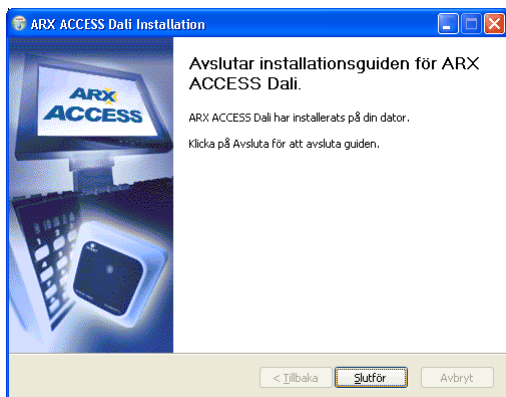 ARX ACCESS Dali Installation
ARX
ACCESS
Avslutar installationsguiden för ARX
ACCESS Dali.
ARX ACCESS Dali har installerats på din dator.
Klicka på Avsluta för att avsluta guiden.
< Tillbaka
Slutför
Avbryt